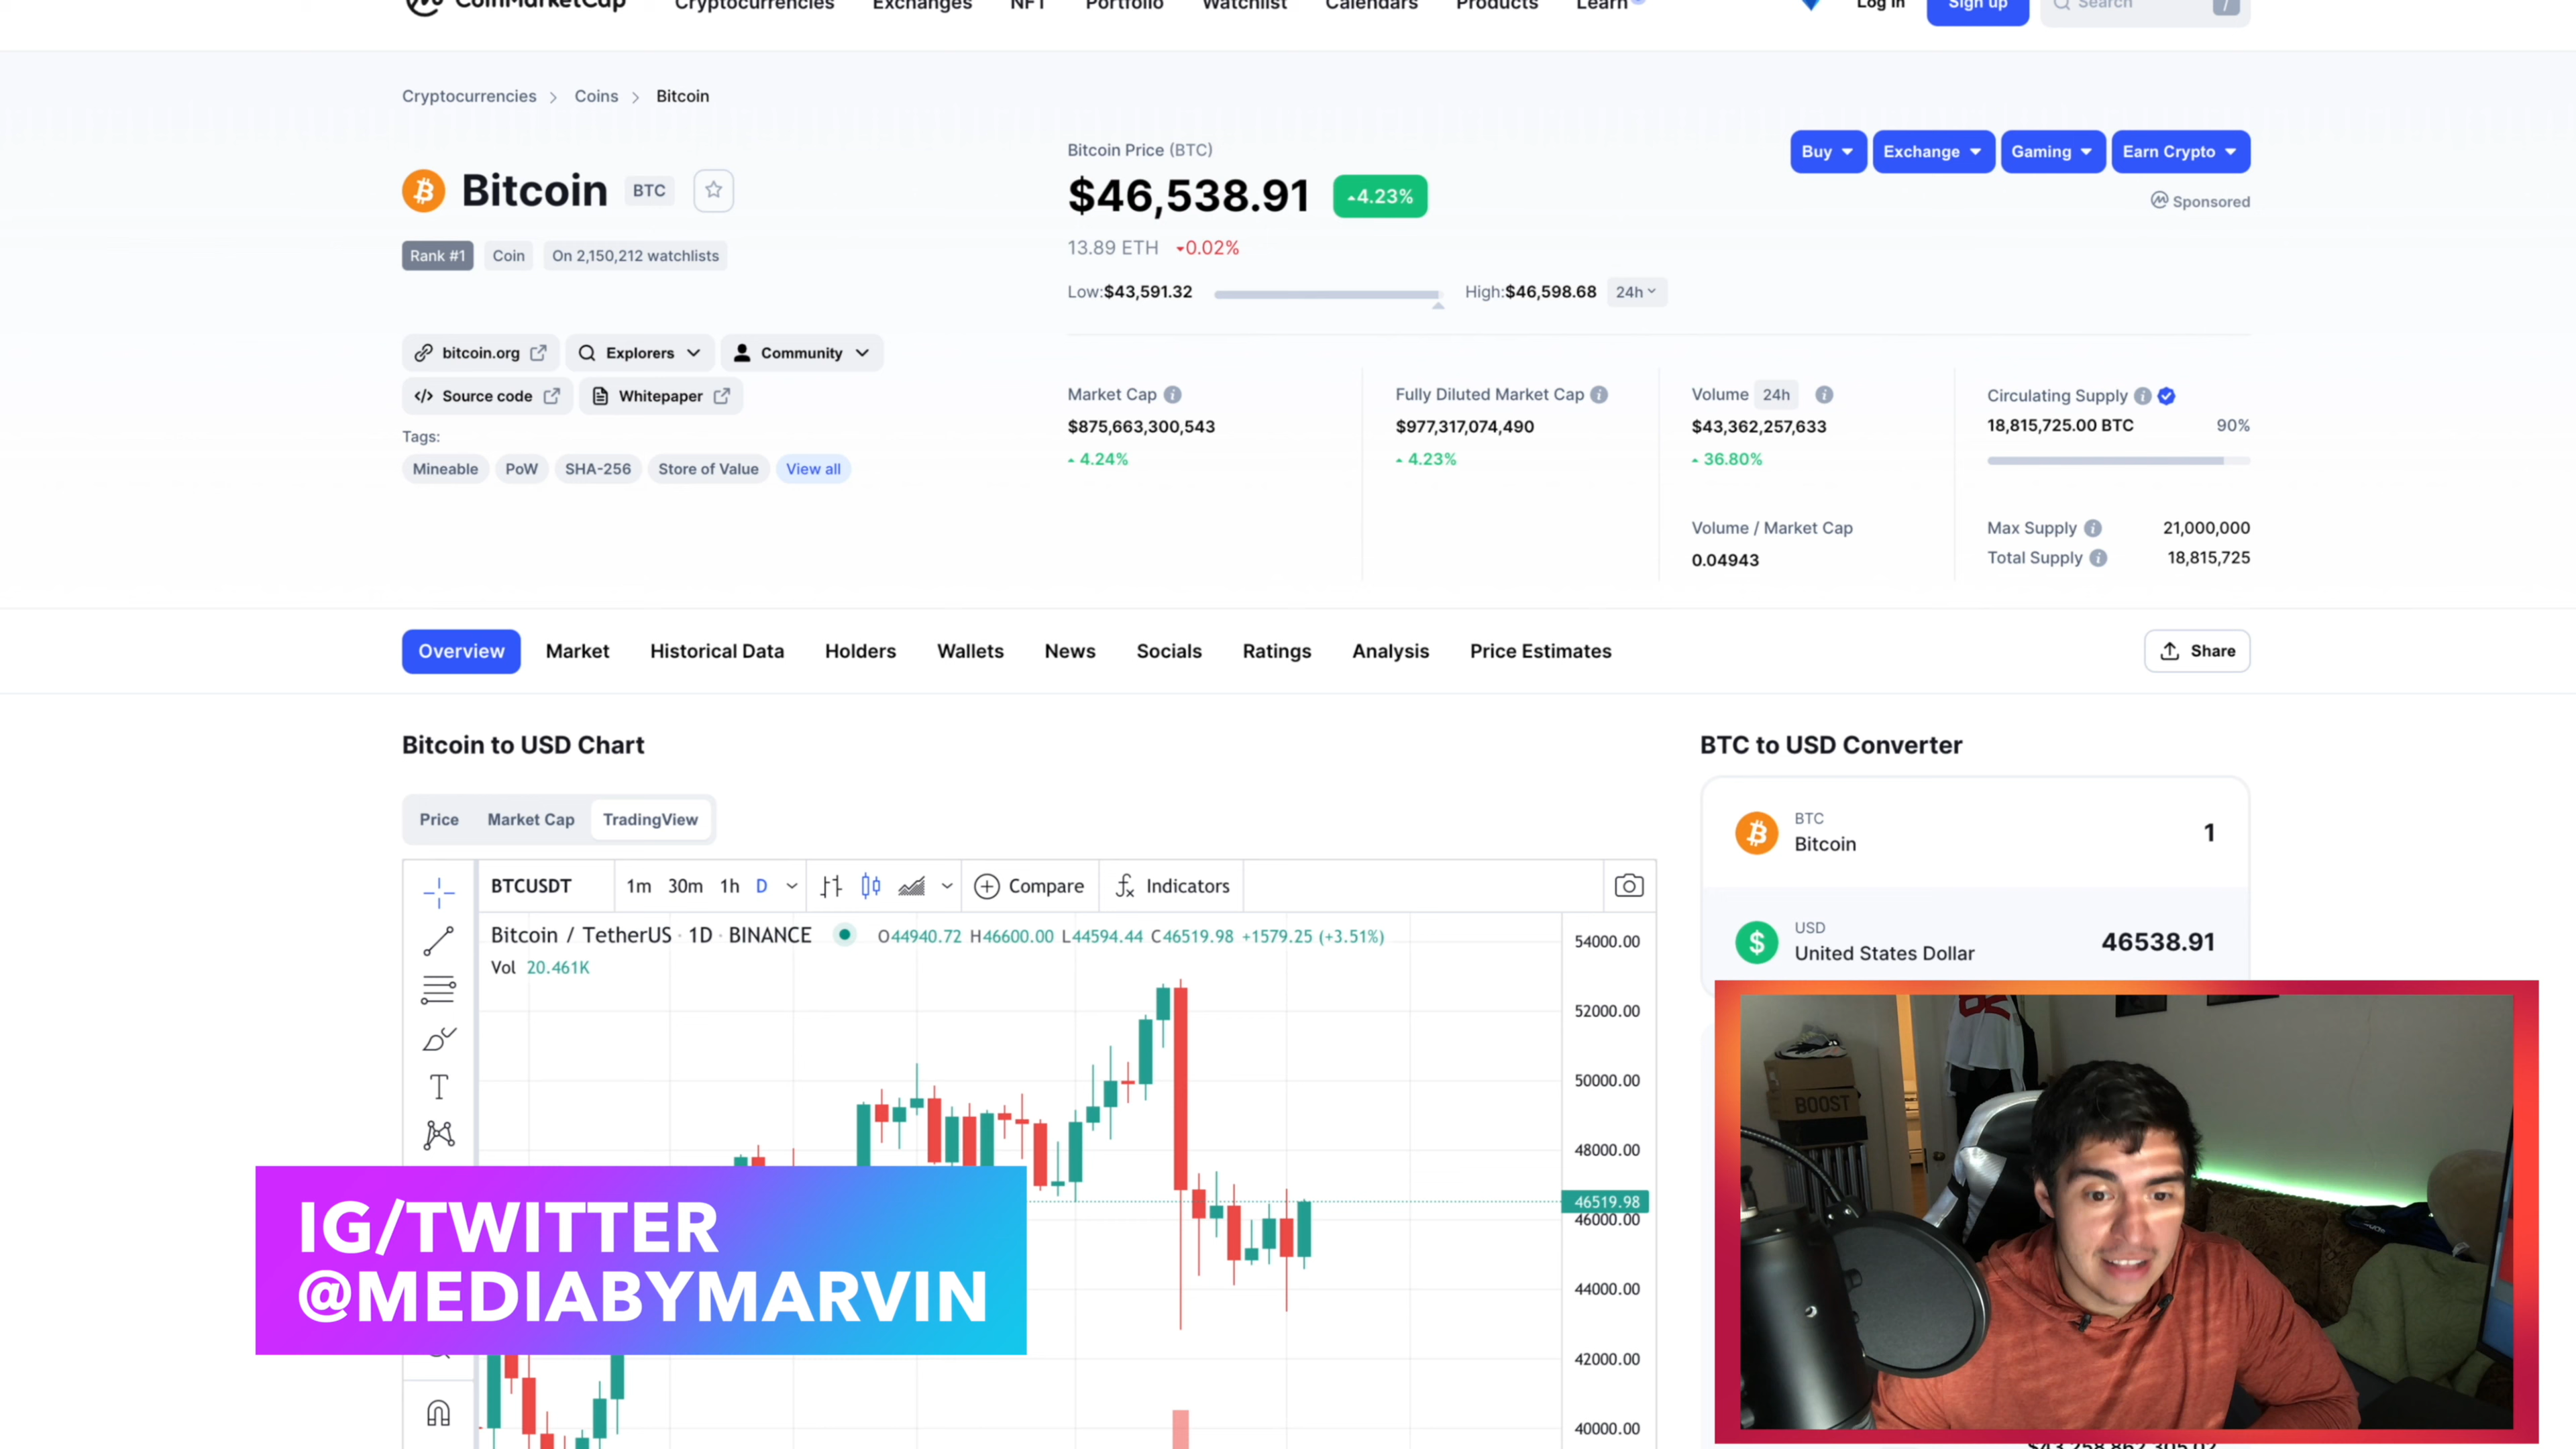 CoinMarketCap
Cryptocurrencies Exchanges NFT Portfolio Watchlist Calendars Products Learn
Log In Sign up Search /
Cryptocurrencies > Coins > Bitcoin
Bitcoin BTC
Rank #1 Coin On 2,150,212 watchlists
bitcoin.org Explorers Community
Source code Whitepaper
Tags:
Mineable PoW SHA-256 Store of Value View all
Bitcoin Price (BTC)
$46,538.91 4.23%
13.89 ETH 0.02%
Low:$43,591.32 High:$46,598.68 24h
Buy Exchange Gaming Earn Crypto
Sponsored
Market Cap
$875,663,300,543
4.24%
Fully Diluted Market Cap
$977,317,074,490
4.23%
Volume 24h
$43,362,257,633
36.80%
Volume / Market Cap
0.04943
Circulating Supply
18,815,725.00 BTC 90%
Max Supply 21,000,000
Total Supply 18,815,725
Overview Market Historical Data Holders Wallets News Socials Ratings Analysis Price Estimates Share
Bitcoin to USD Chart
Price Market Cap TradingView
BTCUSDT 1m 30m 1h D Compare Indicators
Bitcoin / TetherUS · 1D · BINANCE O44940.72 H46600.00 L44594.44 C46519.98 +1579.25 (+3.51%)
Vol 20.461K
54000.00
52000.00
50000.00
48000.00
46519.98
46000.00
44000.00
42000.00
40000.00
BTC to USD Converter
BTC
Bitcoin 1
USD
United States Dollar 46538.91
BOOST
IG/TWITTER
@MEDIABYMARVIN